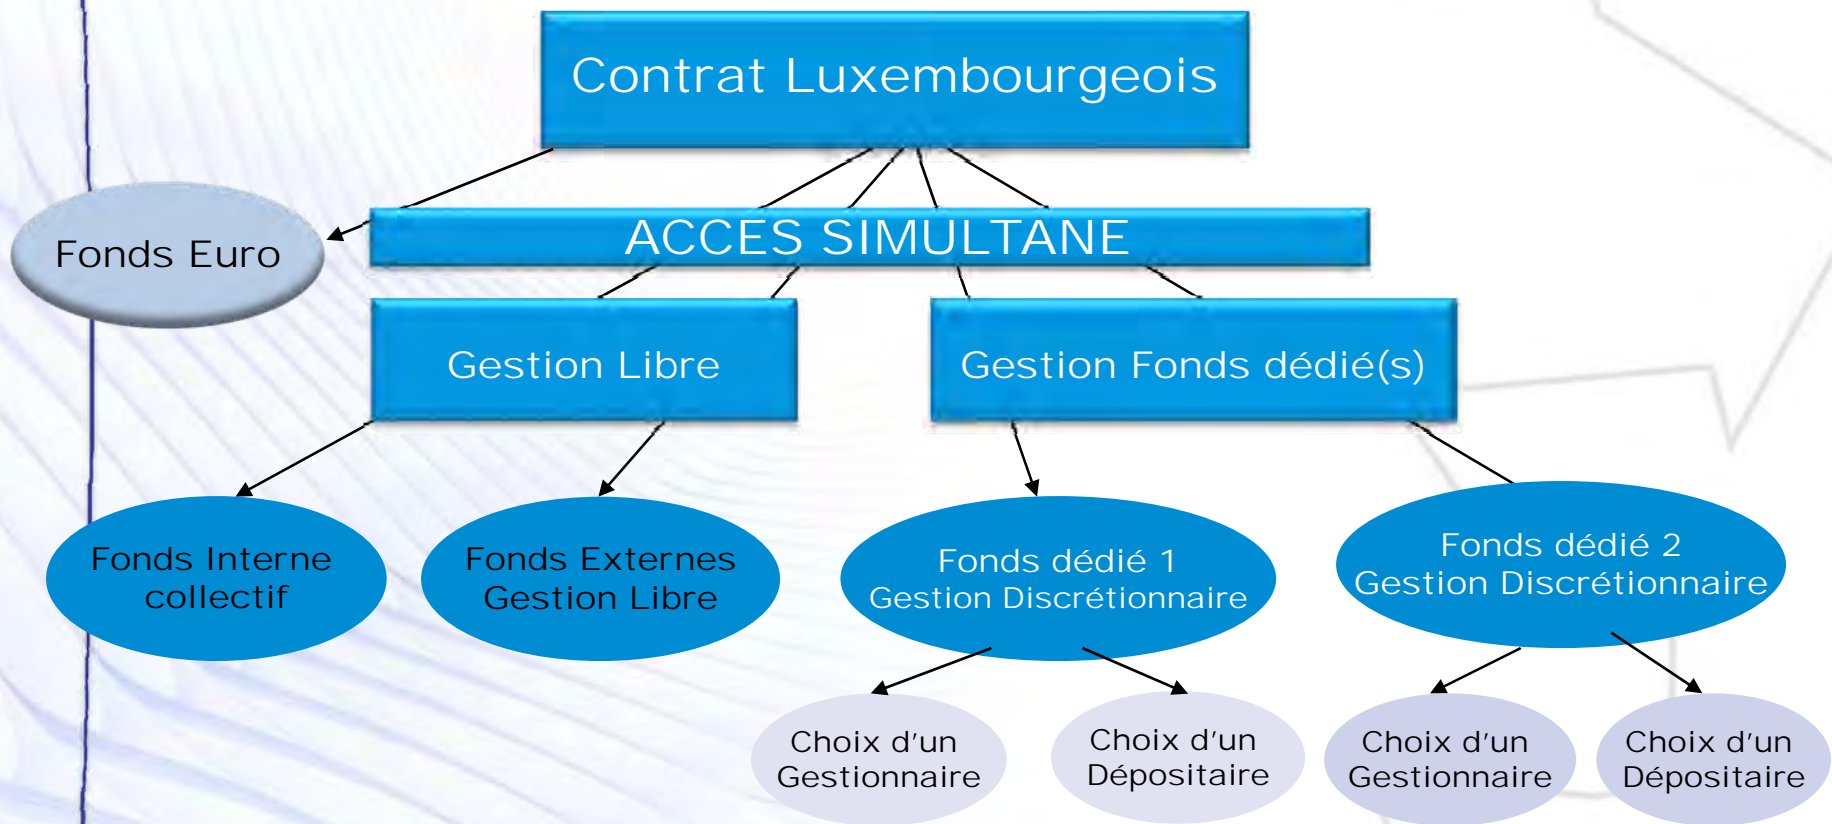 Contrat Luxembourgeois
Fonds Euro
ACCES SIMULTANE
Gestion Libre
Gestion Fonds dédié(s)
Fonds Interne
collectif
Fonds Externes
Gestion Libre
Fonds dédié 1
Gestion Discrétionnaire
Fonds dédié 2
Gestion Discrétionnaire
Choix d’un
Gestionnaire
Choix d’un
Dépositaire
Choix d’un
Gestionnaire
Choix d’un
Dépositaire